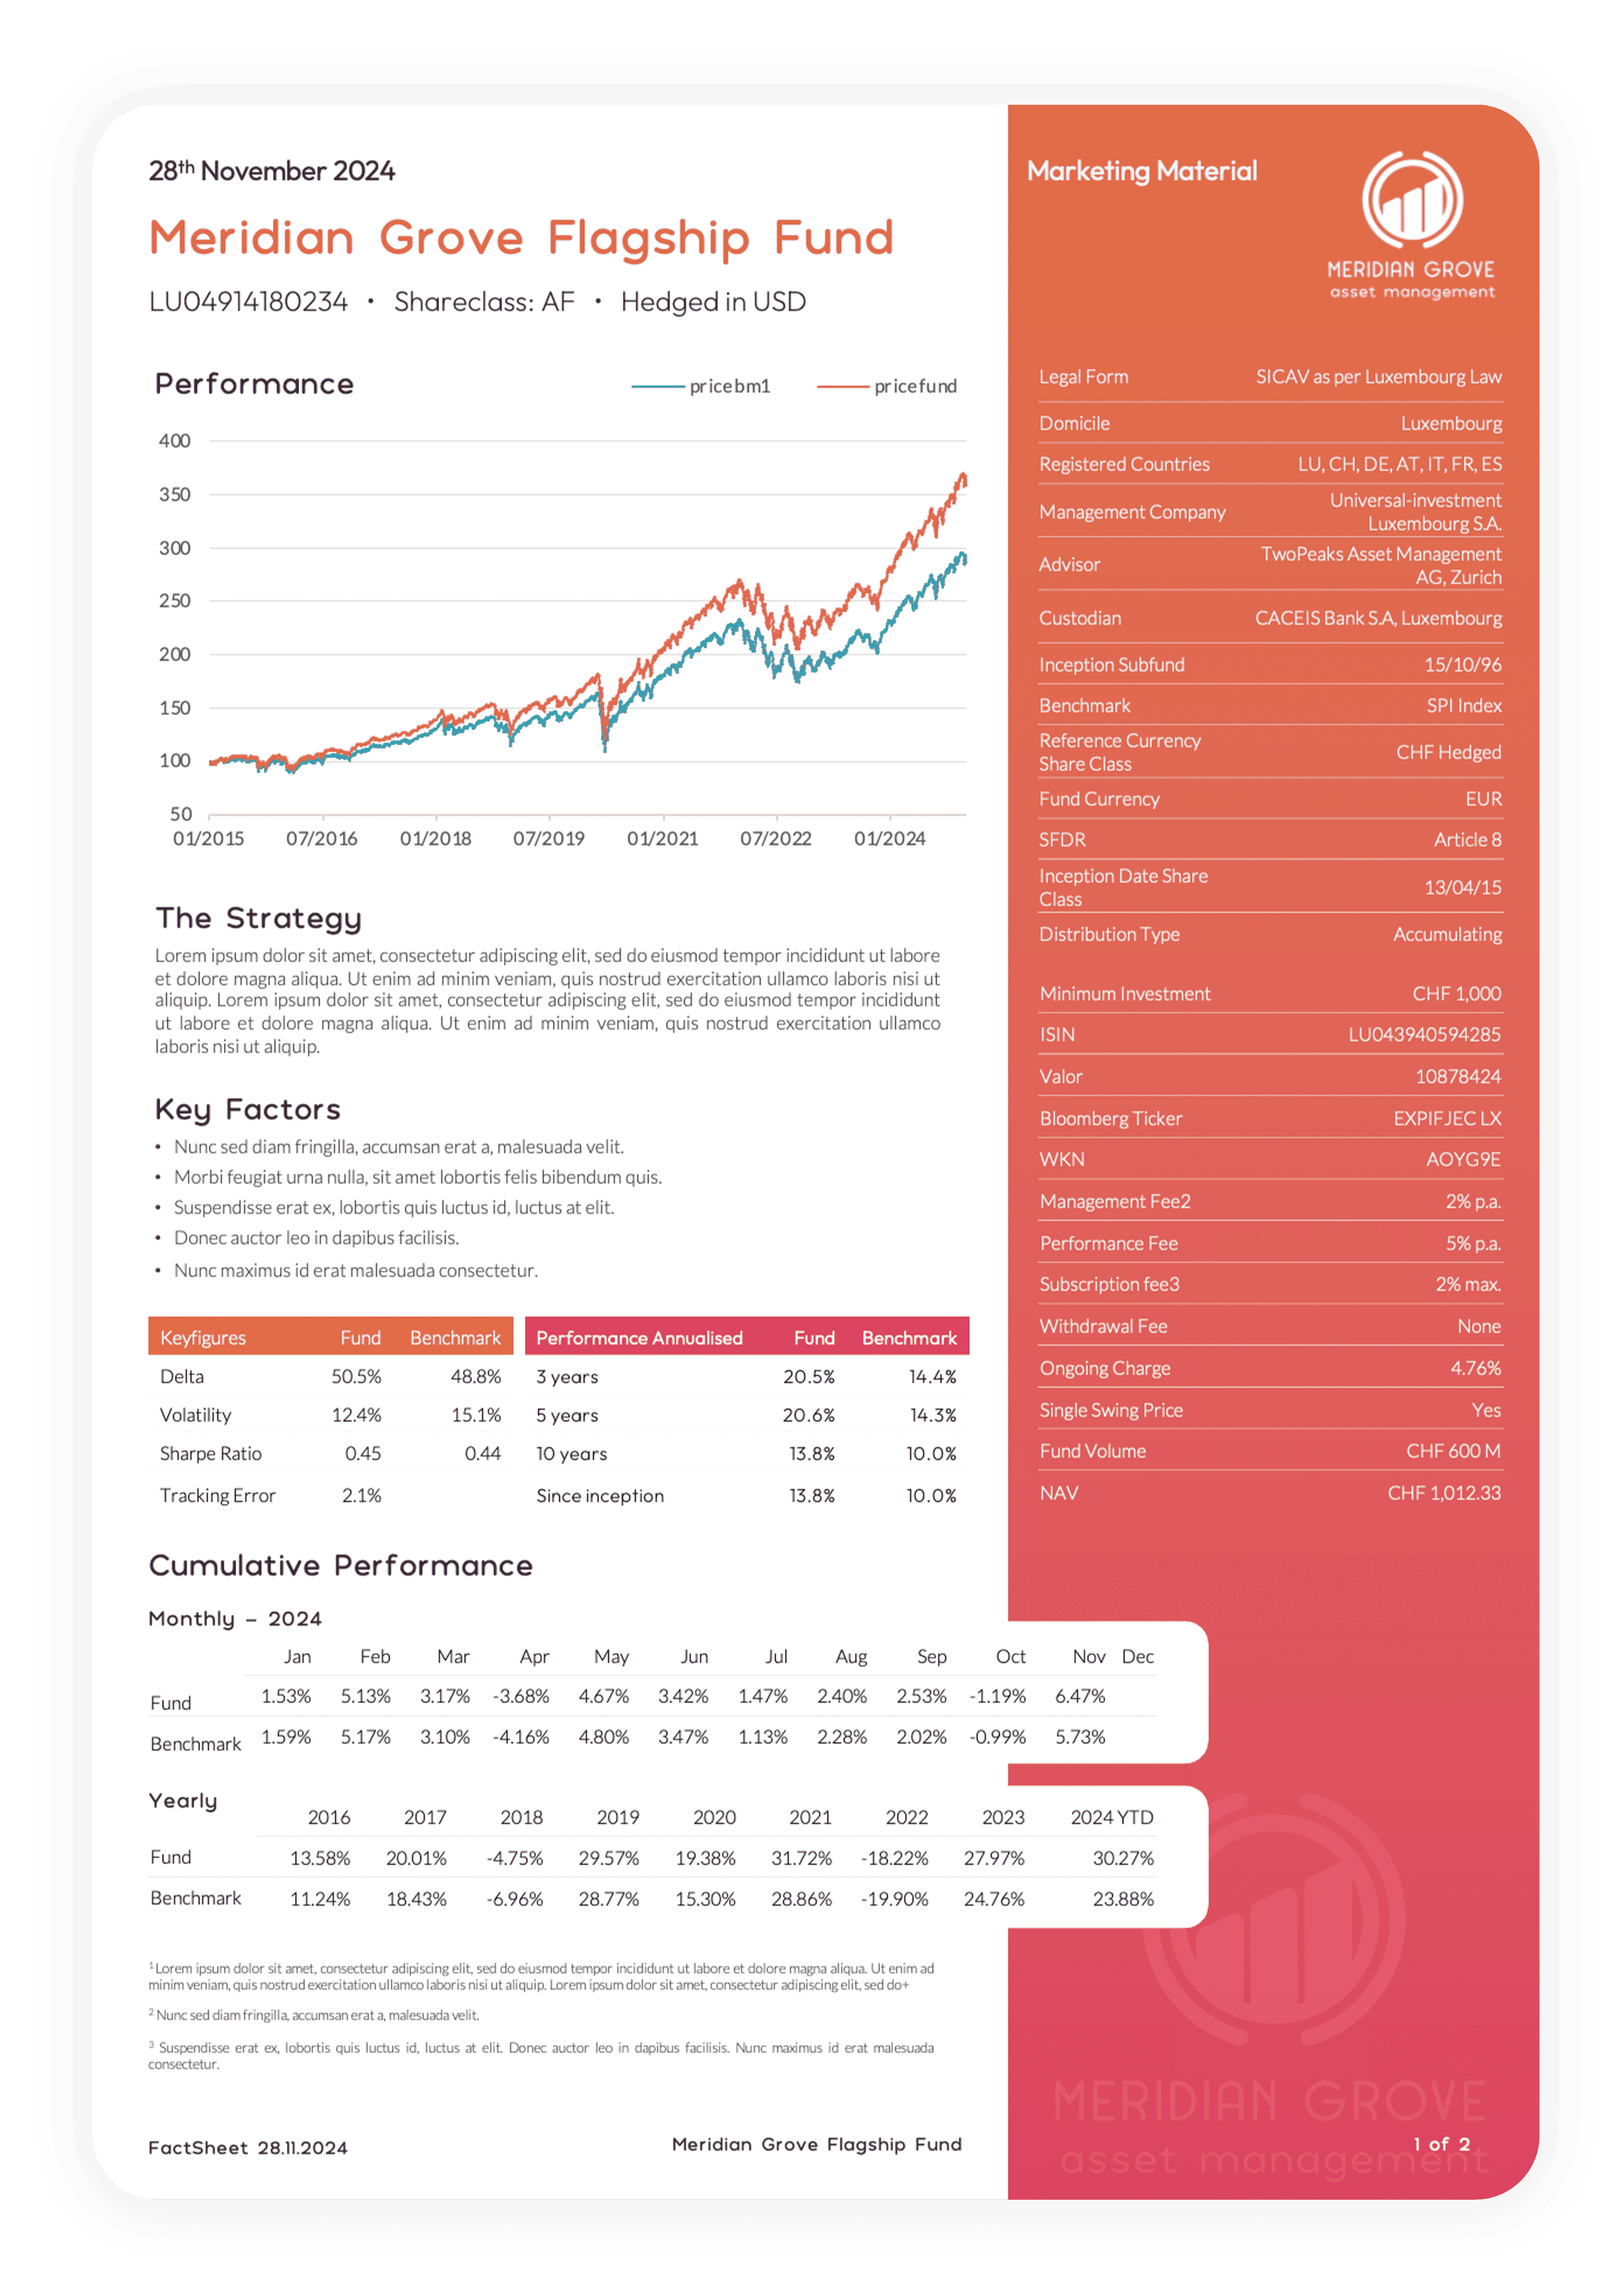 28th November 2024
Meridian Grove Flagship Fund
LU04914180234 • Shareclass: AF • Hedged in USD
Marketing Material
MERIDIAN GROVE
asset management
Performance
pricebm1 pricefund
400
350
300
250
200
150
100
50
01/2015 07/2016 01/2018 07/2019 01/2021 07/2022 01/2024
The Strategy
Lorem ipsum dolor sit amet, consectetur adipiscing elit, sed do eiusmod tempor incididunt ut labore
et dolore magna aliqua. Ut enim ad minim veniam, quis nostrud exercitation ullamco laboris nisi ut
aliquip. Lorem ipsum dolor sit amet, consectetur adipiscing elit, sed do eiusmod tempor incididunt
ut labore et dolore magna aliqua. Ut enim ad minim veniam, quis nostrud exercitation ullamco
laboris nisi ut aliquip.
Key Factors
• Nunc sed diam fringilla, accumsan erat a, malesuada velit.
• Morbi feugiat urna nulla, sit amet lobortis felis bibendum quis.
• Suspendisse erat ex, lobortis quis luctus id, luctus at elit.
• Donec auctor leo in dapibus facilisis.
• Nunc maximus id erat malesuada consectetur.
Keyfigures Fund Benchmark
Delta 50.5% 48.8%
Volatility 12.4% 15.1%
Sharpe Ratio 0.45 0.44
Tracking Error 2.1%
Performance Annualised Fund Benchmark
3 years 20.5% 14.4%
5 years 20.6% 14.3%
10 years 13.8% 10.0%
Since inception 13.8% 10.0%
Legal Form SICAV as per Luxembourg Law
Domicile Luxembourg
Registered Countries LU, CH, DE, AT, IT, FR, ES
Management Company Universal-investment
Luxembourg S.A.
Advisor TwoPeaks Asset Management
AG, Zurich
Custodian CACEIS Bank S.A, Luxembourg
Inception Subfund 15/10/96
Benchmark SPI Index
Reference Currency
Share Class CHF Hedged
Fund Currency EUR
SFDR Article 8
Inception Date Share
Class 13/04/15
Distribution Type Accumulating
Minimum Investment CHF 1,000
ISIN LU043940594285
Valor 10878424
Bloomberg Ticker EXPIFJEC LX
WKN AOYG9E
Management Fee2 2% p.a.
Performance Fee 5% p.a.
Subscription fee3 2% max.
Withdrawal Fee None
Ongoing Charge 4.76%
Single Swing Price Yes
Fund Volume CHF 600 M
NAV CHF 1,012.33
Cumulative Performance
Monthly – 2024
Jan Feb Mar Apr May Jun Jul Aug Sep Oct Nov Dec
Fund 1.53% 5.13% 3.17% -3.68% 4.67% 3.42% 1.47% 2.40% 2.53% -1.19% 6.47%
Benchmark 1.59% 5.17% 3.10% -4.16% 4.80% 3.47% 1.13% 2.28% 2.02% -0.99% 5.73%
Yearly
2016 2017 2018 2019 2020 2021 2022 2023 2024 YTD
Fund 13.58% 20.01% -4.75% 29.57% 19.38% 31.72% -18.22% 27.97% 30.27%
Benchmark 11.24% 18.43% -6.96% 28.77% 15.30% 28.86% -19.90% 24.76% 23.88%
1 Lorem ipsum dolor sit amet, consectetur adipiscing elit, sed do eiusmod tempor incididunt ut labore et dolore magna aliqua. Ut enim ad
minim veniam, quis nostrud exercitation ullamco laboris nisi ut aliquip. Lorem ipsum dolor sit amet, consectetur adipiscing elit, sed do+
2 Nunc sed diam fringilla, accumsan erat a, malesuada velit.
3 Suspendisse erat ex, lobortis quis luctus id, luctus at elit. Donec auctor leo in dapibus facilisis. Nunc maximus id erat malesuada
consectetur.
MERIDIAN GROVE
asset management
FactSheet 28.11.2024
Meridian Grove Flagship Fund
1 of 2